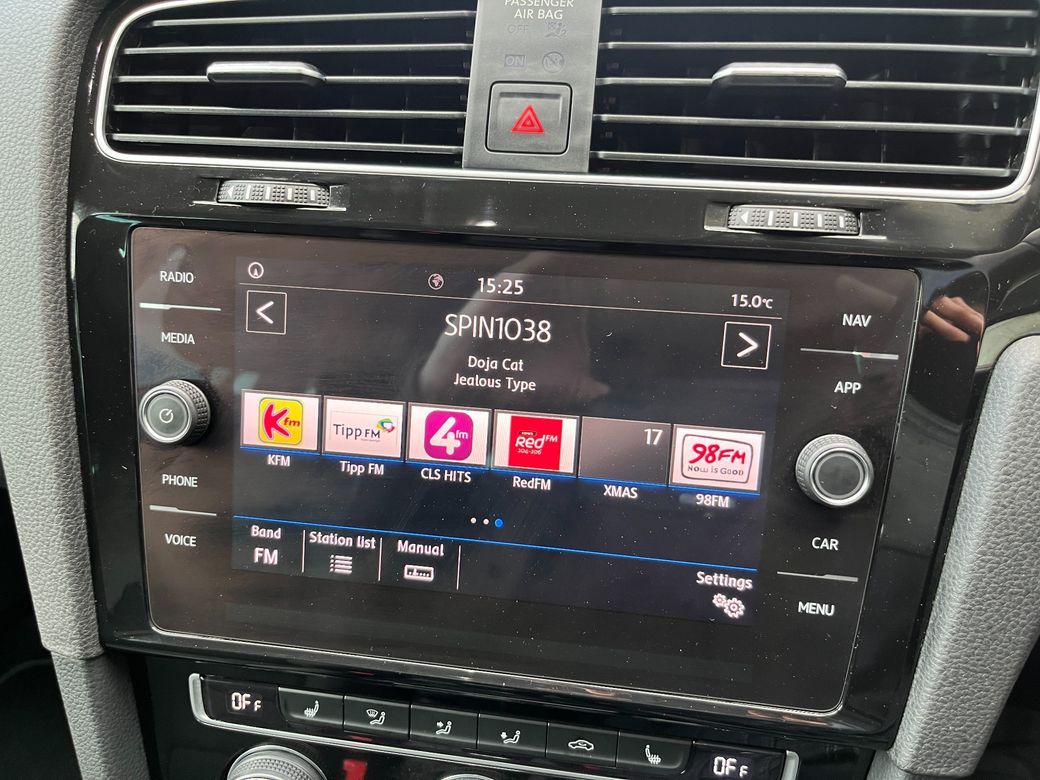 PASSENGER
AIR BAG
OFF
ON
RADIO
MEDIA
PHONE
VOICE
15:25
15.0°C
<
SPIN1038
>
Doja Cat
Jealous Type
Kfm
Tipp FM
4fm
Red FM
104-106
17
98FM
Now is Good
KFM
Tipp FM
CLS HITS
RedFM
XMAS
98FM
Band
FM
Station list
Manual
Settings
NAV
APP
CAR
MENU
OFF
OFF